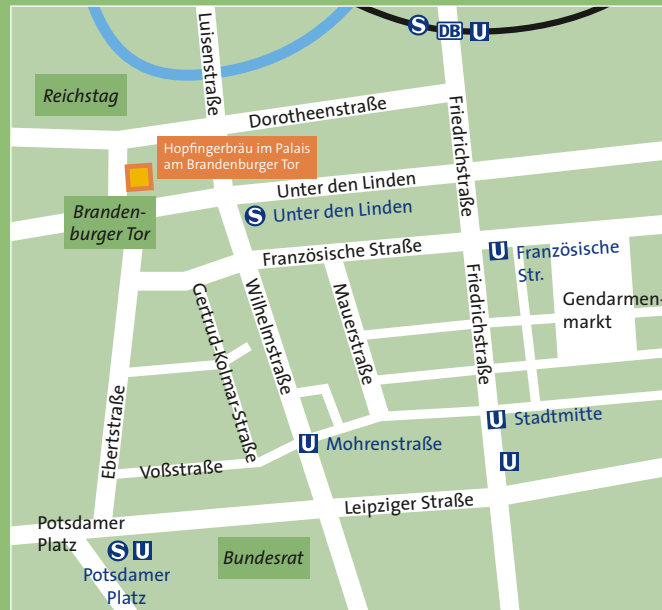 Luisenstraße
S
DB
U
Reichstag
Dorotheenstraße
Friedrichstraße
Hopfingerbräu im Palais
am Brandenburger Tor
Unter den Linden
Branden-
burger Tor
S Unter den Linden
Französische Straße
U Französische
Str.
Gertrud-Kolmar-Straße
Wilhelmstraße
Mauerstraße
Friedrichstraße
Gendarmen-
markt
Ebertstraße
U Stadtmitte
U Mohrenstraße
U
Voßstraße
Leipziger Straße
Potsdamer
Platz
S U
Potsdamer
Platz
Bundesrat